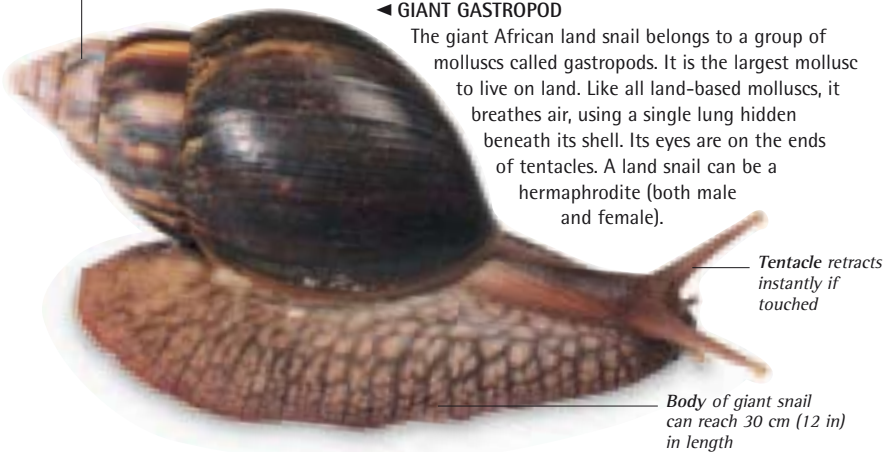 ◄ GIANT GASTROPOD
The giant African land snail belongs to a group of
molluscs called gastropods. It is the largest mollusc
to live on land. Like all land-based molluscs, it
breathes air, using a single lung hidden
beneath its shell. Its eyes are on the ends
of tentacles. A land snail can be a
hermaphrodite (both male
and female).
Tentacle retracts
instantly if
touched
Body of giant snail
can reach 30 cm (12 in)
in length